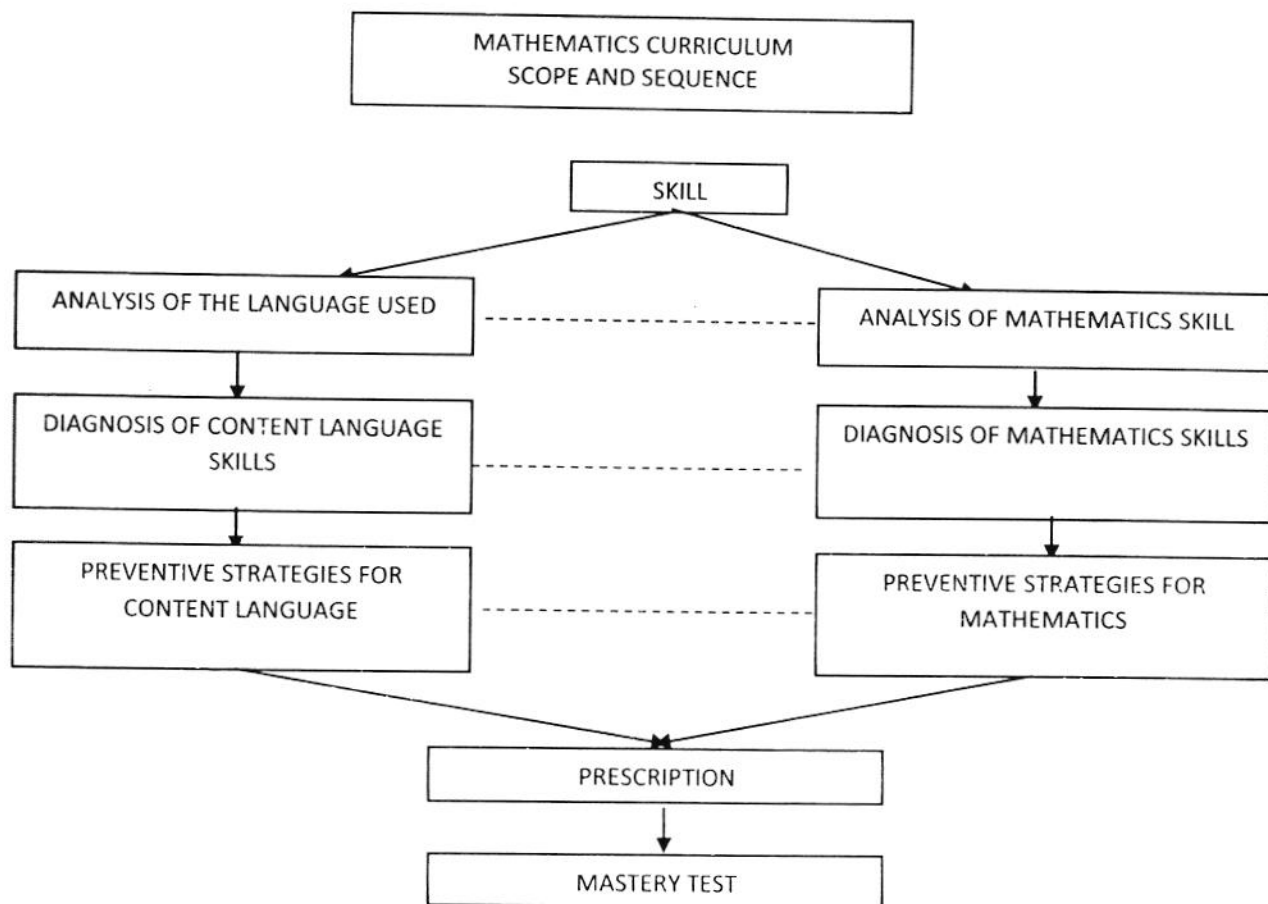 MATHEMATICS CURRICULUM
SCOPE AND SEQUENCE
SKILL
ANALYSIS OF THE LANGUAGE USED
ANALYSIS OF MATHEMATICS SKILL
DIAGNOSIS OF CONTENT LANGUAGE
SKILLS
DIAGNOSIS OF MATHEMATICS SKILLS
PREVENTIVE STRATEGIES FOR
CONTENT LANGUAGE
PREVENTIVE STRATEGIES FOR
MATHEMATICS
PRESCRIPTION
MASTERY TEST